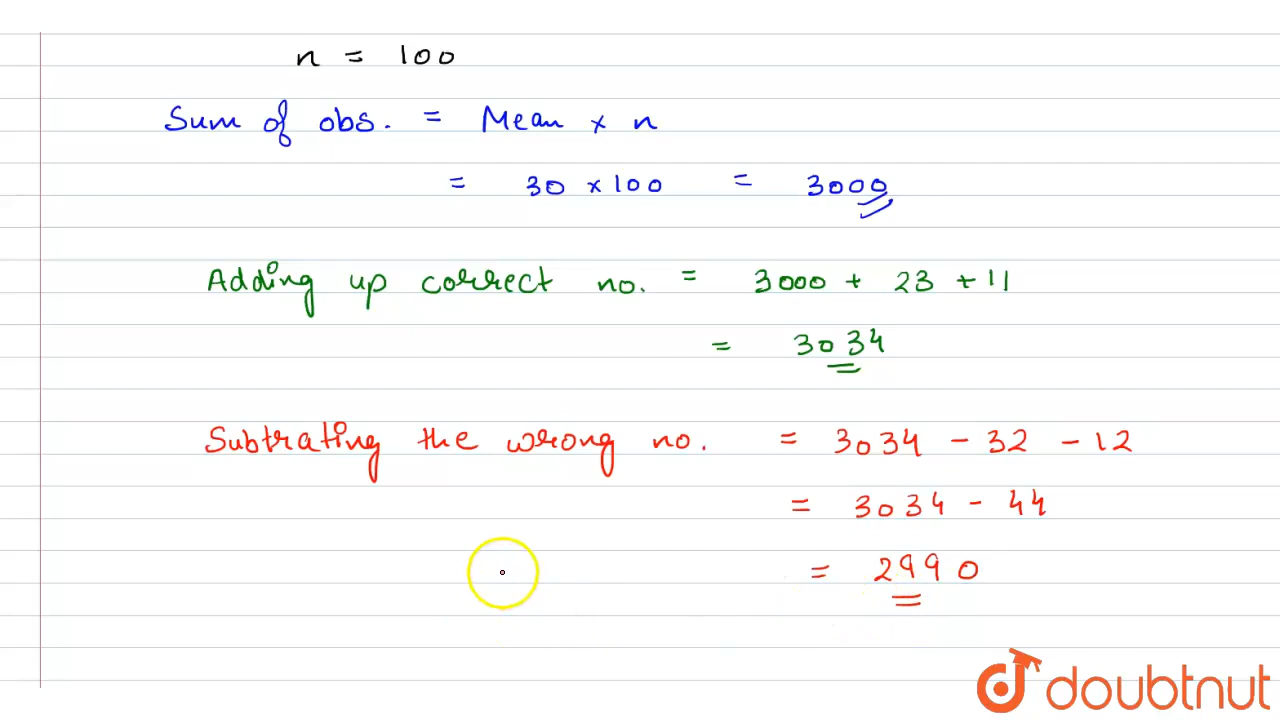 n = 100
Sum of obs. = Mean × n
= 30 × 100 = 3000
Adding up correct no. = 3000 + 23 + 11
= 3034
Subtrating the wrong no. = 3034 - 32 - 12
= 3034 - 44
= 2990
doubtnut